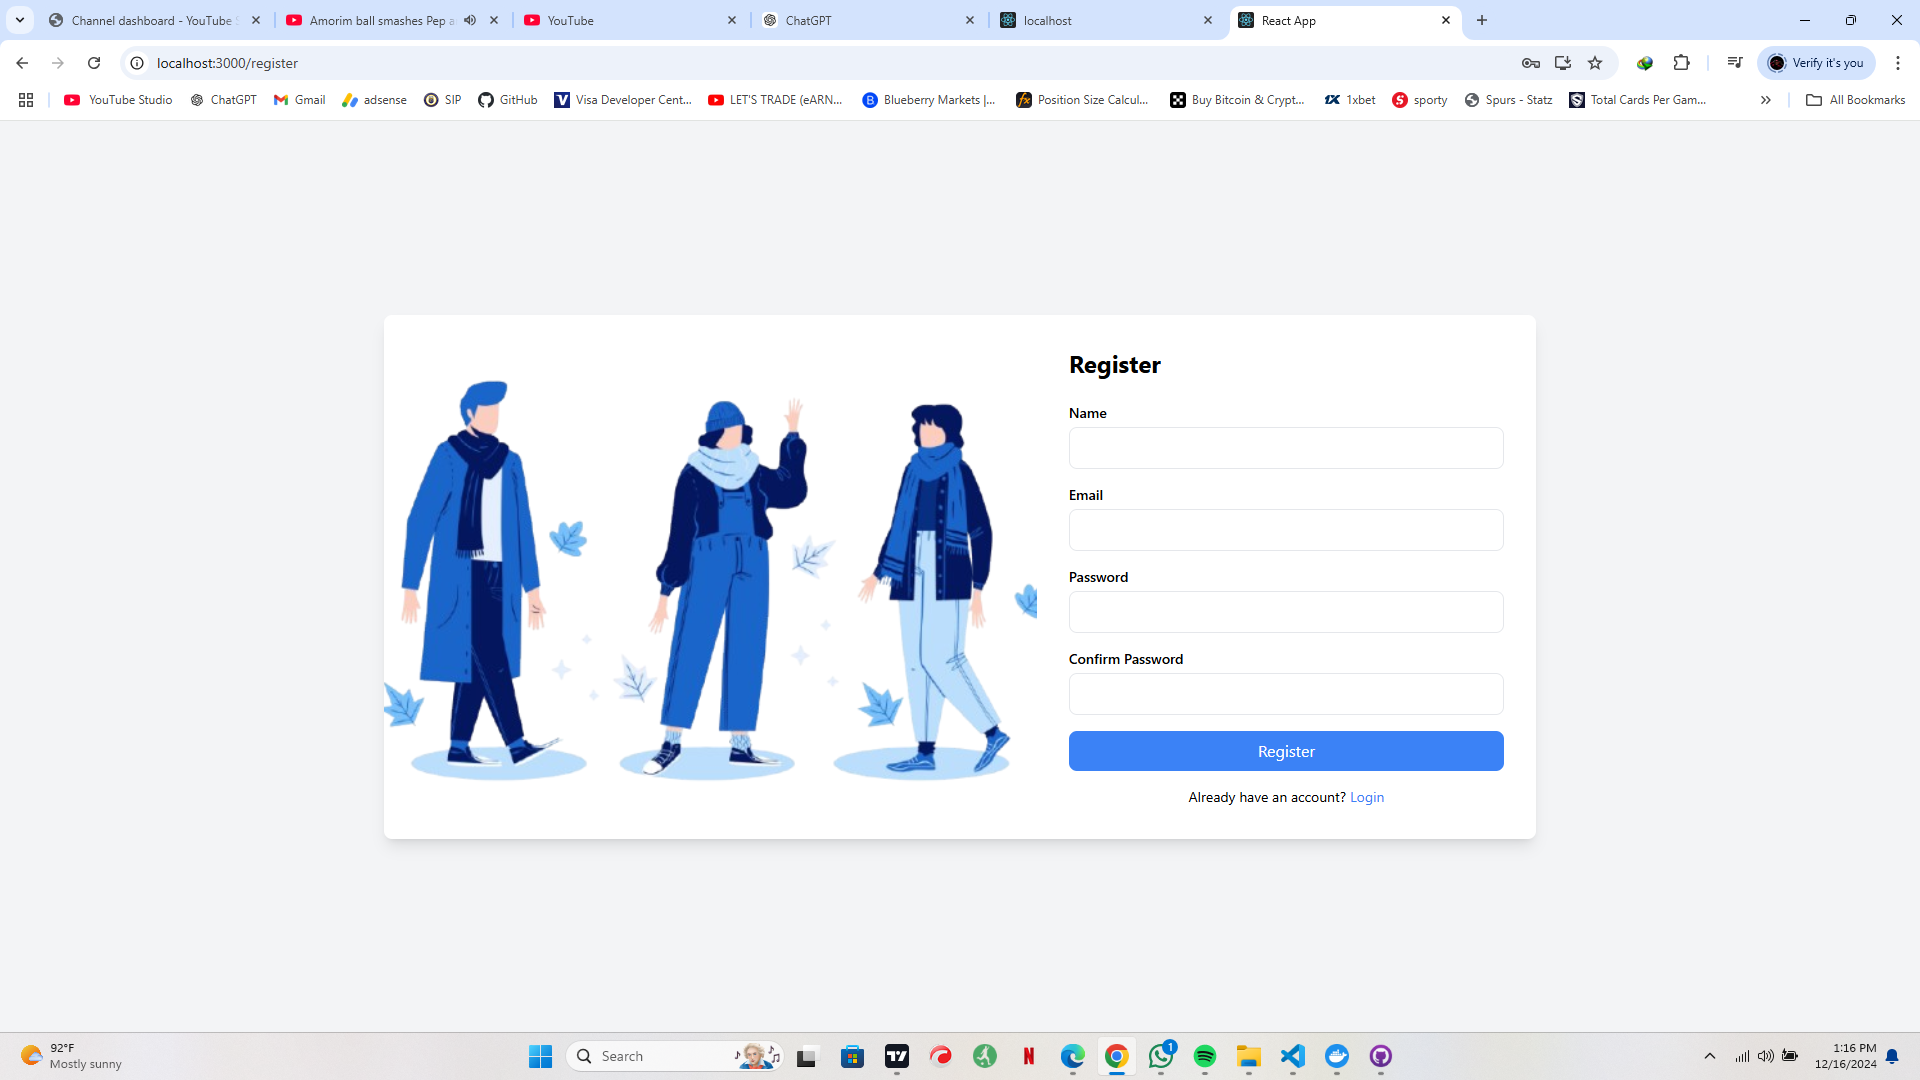 Channel dashboard - YouTube S
Amorim ball smashes Pep a
YouTube
ChatGPT
localhost
React App
localhost:3000/register
Verify it's you
YouTube Studio
ChatGPT
Gmail
adsense
SIP
GitHub
Visa Developer Cent...
LET'S TRADE (eARN...
Blueberry Markets |...
Position Size Calcul...
Buy Bitcoin & Crypt...
1xbet
sporty
Spurs - Statz
Total Cards Per Gam...
All Bookmarks
Register
Name
Email
Password
Confirm Password
Register
Already have an account? Login
92°F
Mostly sunny
Search
1
1:16 PM
12/16/2024